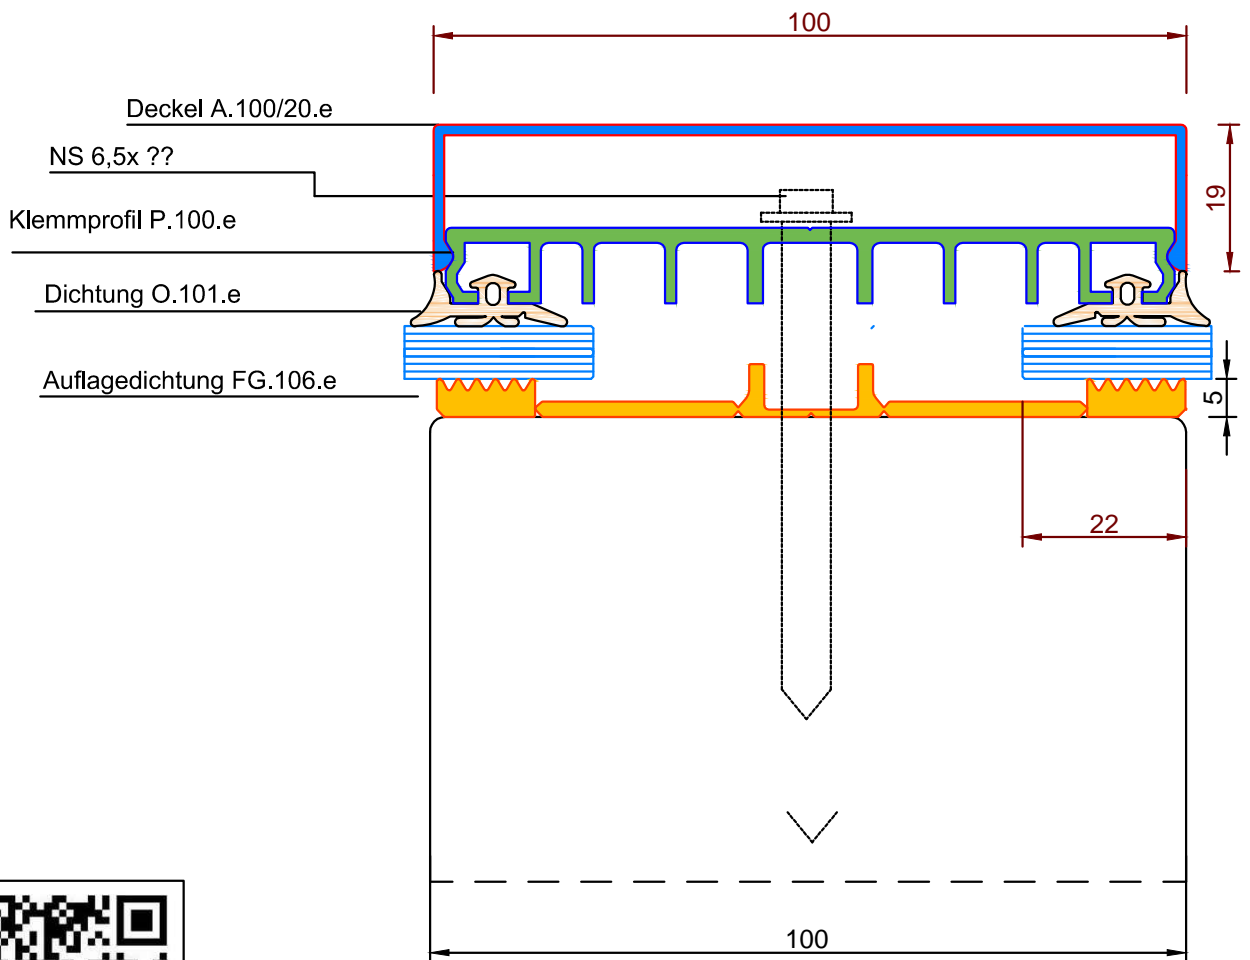 100
Deckel A.100/20.e
NS 6,5x ??
19
Klemmprofil P.100.e
Dichtung O.101.e
Auflagedichtung FG.106.e
5
22
100